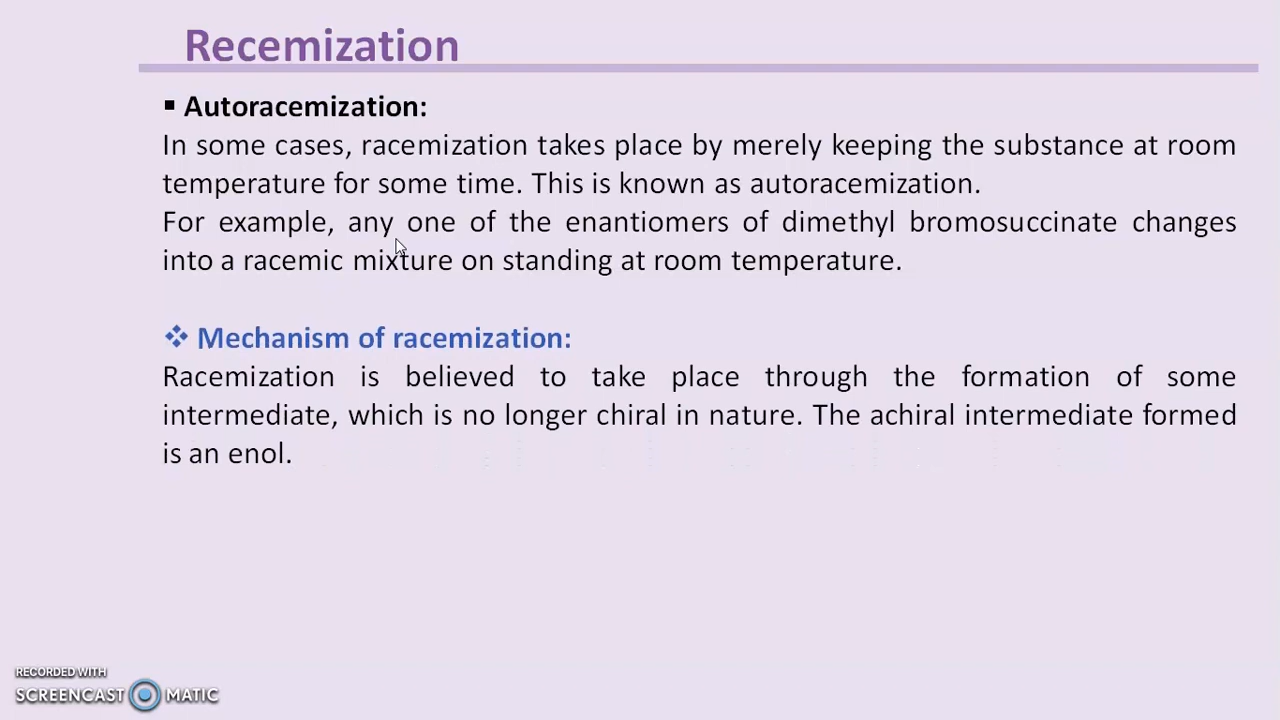 Recemization
▪ Autoracemization:
In some cases, racemization takes place by merely keeping the substance at room
temperature for some time. This is known as autoracemization.
For example, any one of the enantiomers of dimethyl bromosuccinate changes
into a racemic mixture on standing at room temperature.
❖ Mechanism of racemization:
Racemization is believed to take place through the formation of some
intermediate, which is no longer chiral in nature. The achiral intermediate formed
is an enol.
RECORDED WITH
SCREENCAST MATIC